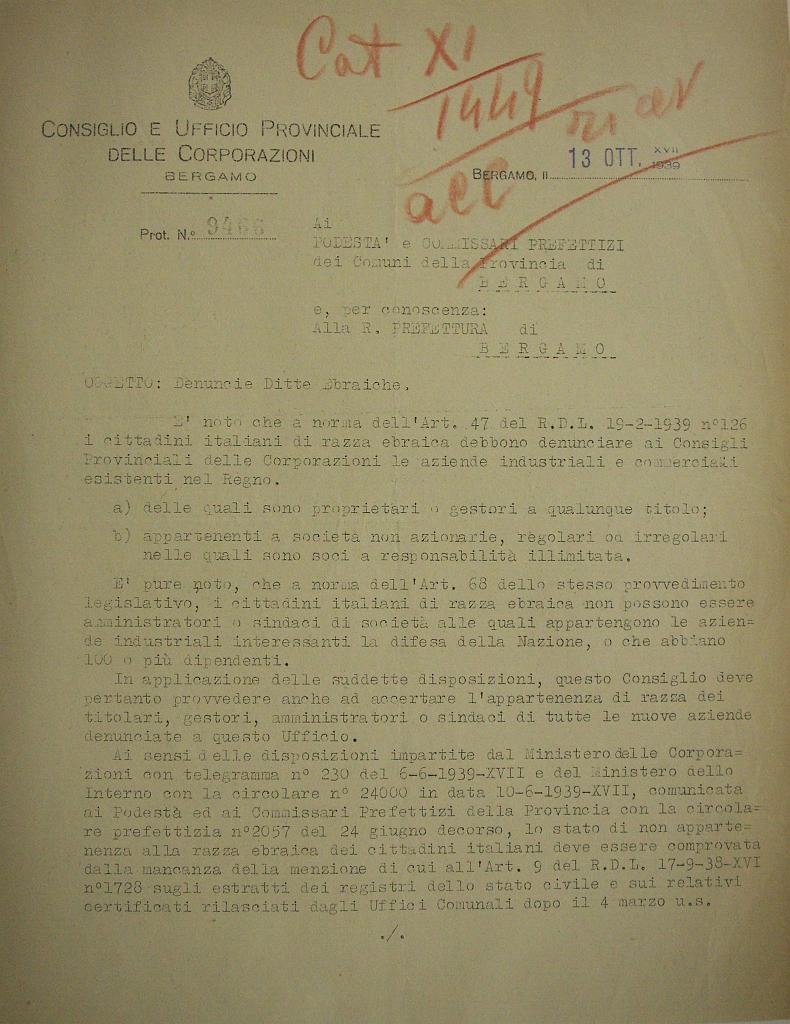 Cat XI
1449
CONSIGLIO E UFFICIO PROVINCIALE
DELLE CORPORAZIONI
BERGAMO
BERGAMO, li 13 OTT. 1939 XVII
acc
Prot. N.º 9466
Ai
PODESTA' e COMMISSARI PREFETTIZI
dei Comuni della Provincia di
BERGAMO
e, per conoscenza:
Alla R. PREFETTURA di
BERGAMO
OGGETTO: Denuncie Ditte Ebraiche.
E' noto che a norma dell'Art. 47 del R.D.L. 19-2-1939 n°126
i cittadini italiani di razza ebraica debbono denunciare ai Consigli
Provinciali delle Corporazioni le aziende industriali e commerciali
esistenti nel Regno.
a) delle quali sono proprietari o gestori a qualunque titolo;
b) appartenenti a società non azionarie, regolari od irregolari
nelle quali sono soci a responsabilità illimitata.
E' pure noto, che a norma dell'Art. 68 dello stesso provvedimento
legislativo, i cittadini italiani di razza ebraica non possono essere
amministratori o sindaci di società alle quali appartengono le azien=
de industriali interessanti la difesa della Nazione, o che abbiano
100 o più dipendenti.
In applicazione delle suddette disposizioni, questo Consiglio deve
pertanto provvedere anche ad accertare l'appartenenza di razza dei
titolari, gestori, amministratori o sindaci di tutte le nuove aziende
denunciate a questo Ufficio.
Ai sensi delle disposizioni impartite dal Ministero delle Corpora=
zioni con telegramma n° 230 del 6-6-1939-XVII e del Ministero dello
Interno con la circolare n° 24000 in data 10-6-1939-XVII, comunicata
ai Podestà ed ai Commissari Prefettizi della Provincia con la circola=
re prefettizia n°2057 del 24 giugno decorso, lo stato di non apparte=
nenza alla razza ebraica dei cittadini italiani deve essere comprovata
dalla mancanza della menzione di cui all'Art. 9 del R.D.L. 17-9-38-XVI
n°1728 sugli estratti dei registri dello stato civile e sui relativi
certificati rilasciati dagli Uffici Comunali dopo il 4 marzo u.s.
./.